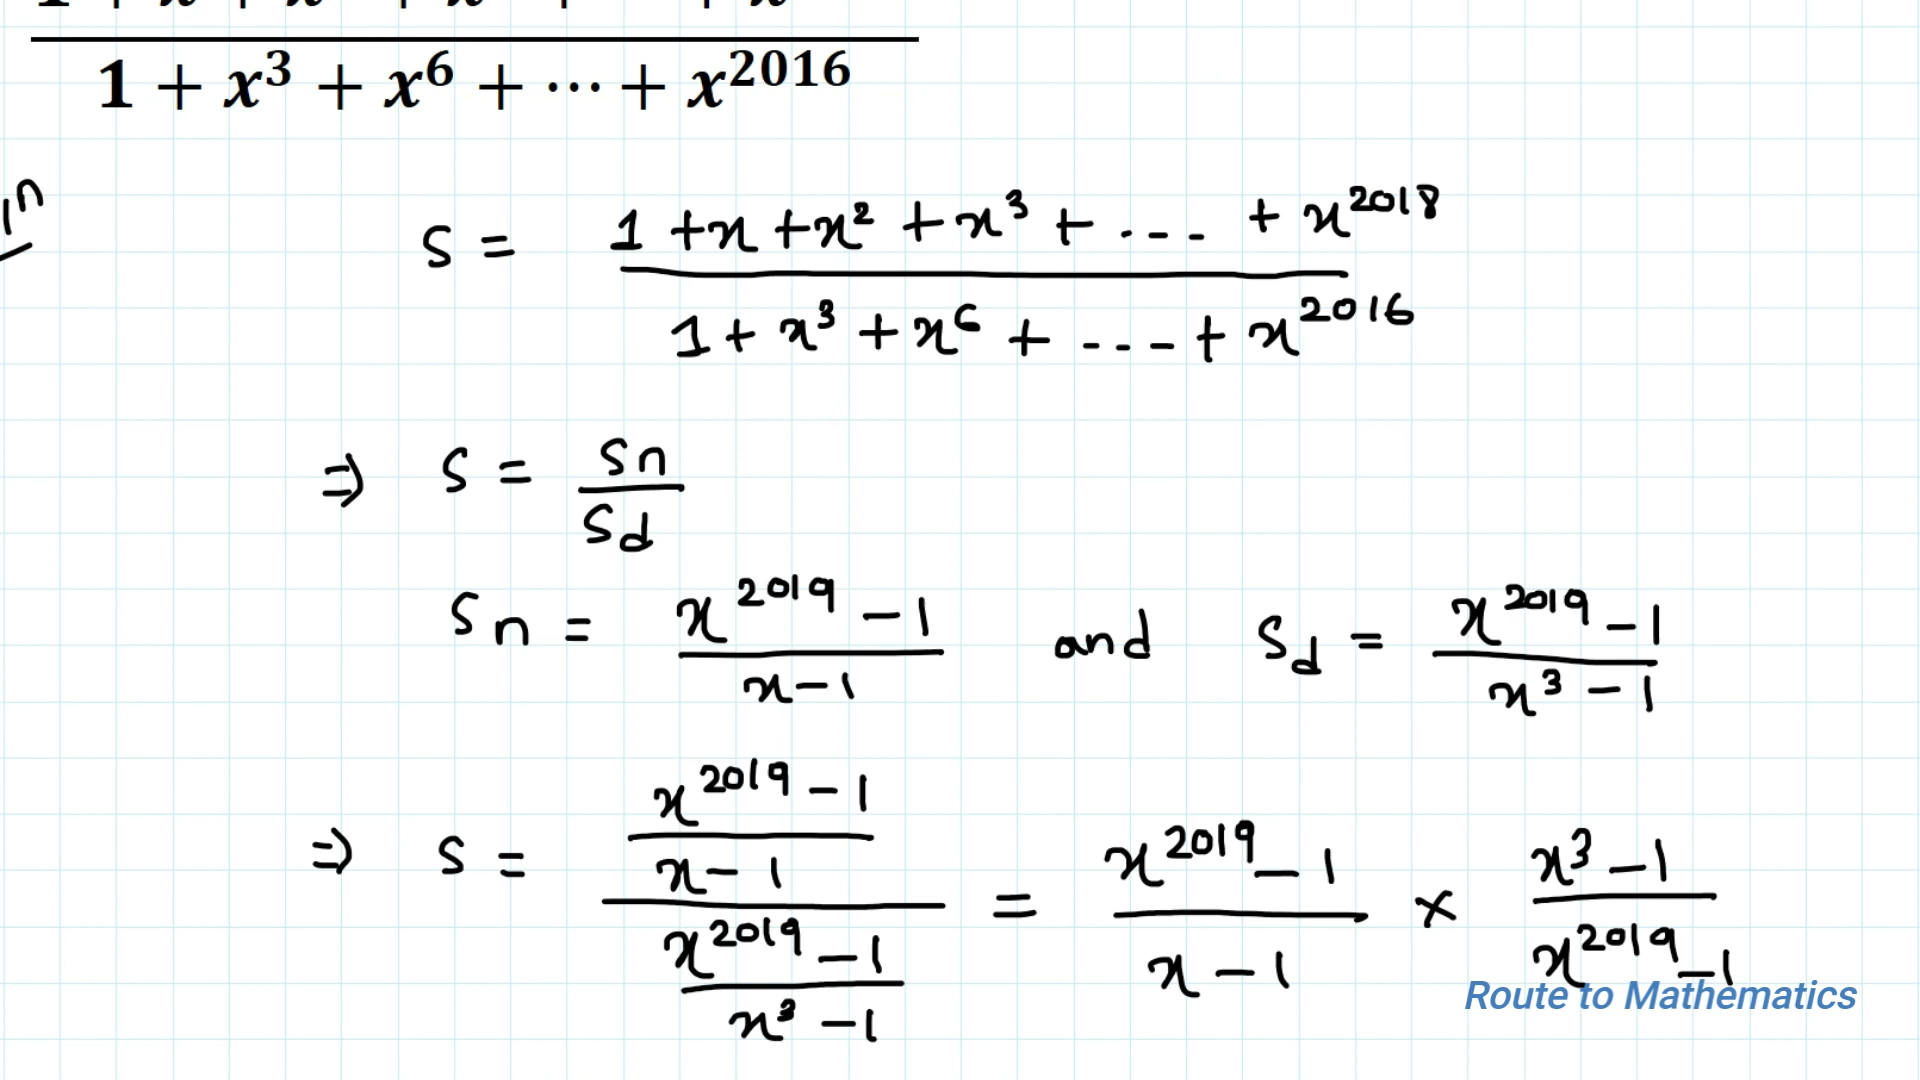 1 + x³ + x⁶ + ⋯ + x²⁰¹⁶
S = (1 + x + x² + x³ + --- + x²⁰¹⁸) / (1 + x³ + x⁶ + --- + x²⁰¹⁶)
⇒ S = Sn / Sd
Sn = (x²⁰¹⁹ − 1) / (x − 1) and Sd = (x²⁰¹⁹ − 1) / (x³ − 1)
⇒ S = ((x²⁰¹⁹ − 1) / (x − 1)) / ((x²⁰¹⁹ − 1) / (x³ − 1)) = (x²⁰¹⁹ − 1) / (x − 1) × (x³ − 1) / (x²⁰¹⁹ − 1)
Route to Mathematics